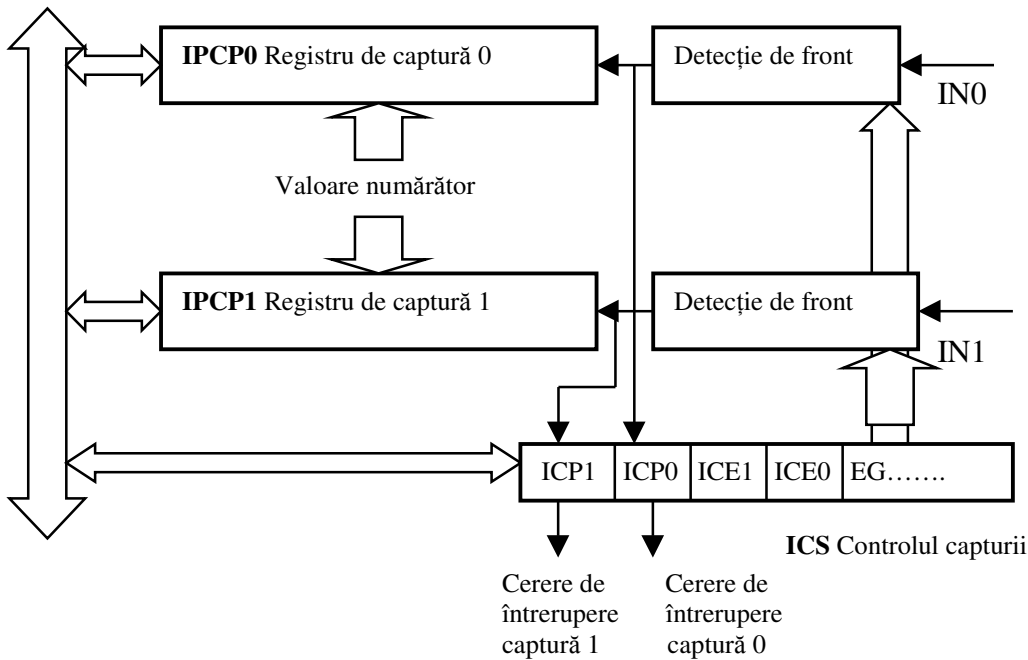 IPCP0 Registru de captură 0
Detecție de front
IN0
Valoare numărător
IPCP1 Registru de captură 1
Detecție de front
IN1
ICP1
ICP0
ICE1
ICE0
EG…….
ICS Controlul capturii
Cerere de
întrerupere
captură 1
Cerere de
întrerupere
captură 0